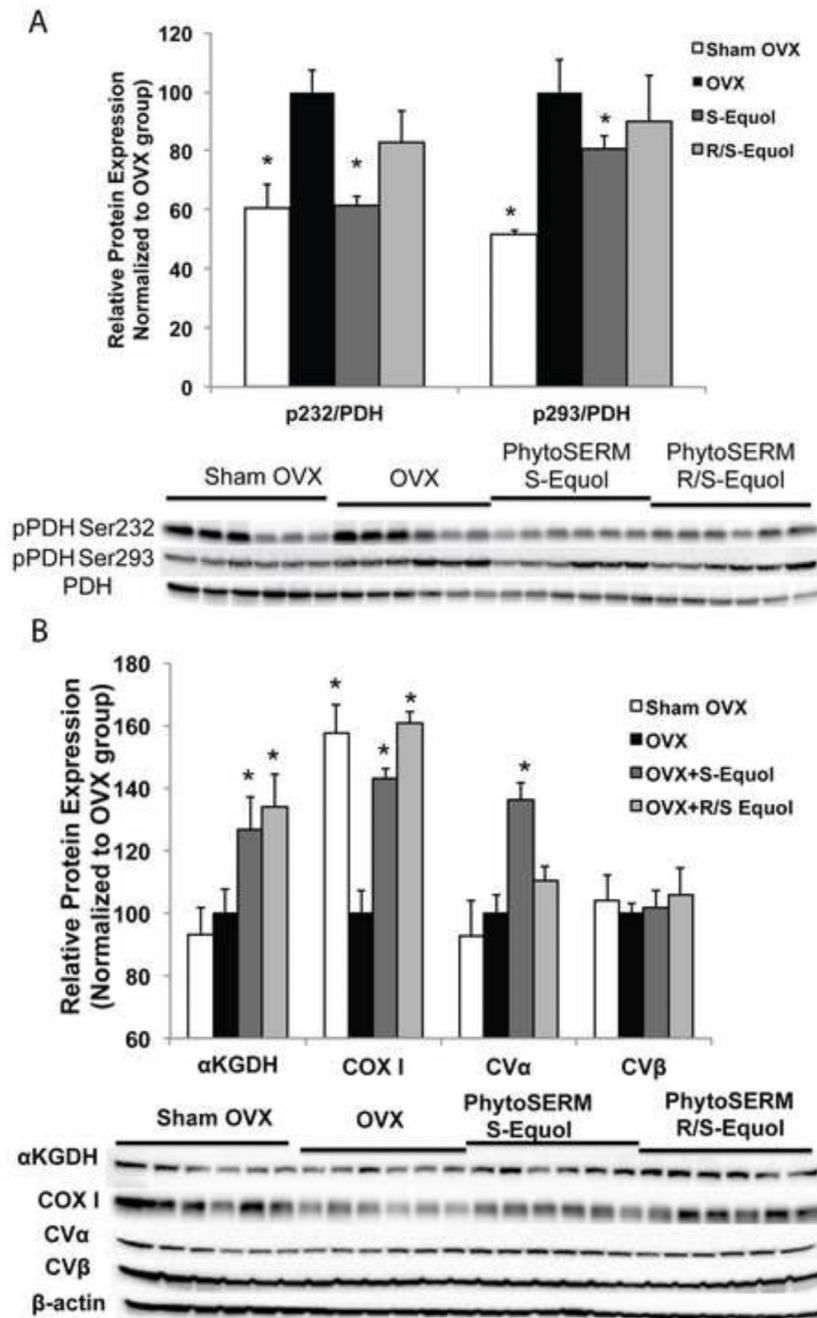 A
Relative Protein Expression
Normalized to OVX group)
120
100
80
60
40
20
0
*
*
*
*
Sham OVX
OVX
S-Equol
R/S-Equol
p232/PDH
p293/PDH
Sham OVX
OVX
PhytoSERM
S-Equol
PhytoSERM
R/S-Equol
pPDH Ser232
pPDH Ser293
PDH
B
Relative Protein Expression
(Normalized to OVX group)
180
160
140
120
100
80
60
*
*
*
*
*
*
Sham OVX
OVX
OVX+S-Equol
OVX+R/S Equol
αKGDH
COX I
CVα
CVβ
Sham OVX
OVX
PhytoSERM
S-Equol
PhytoSERM
R/S-Equol
αKGDH
COX I
CVα
CVβ
β-actin